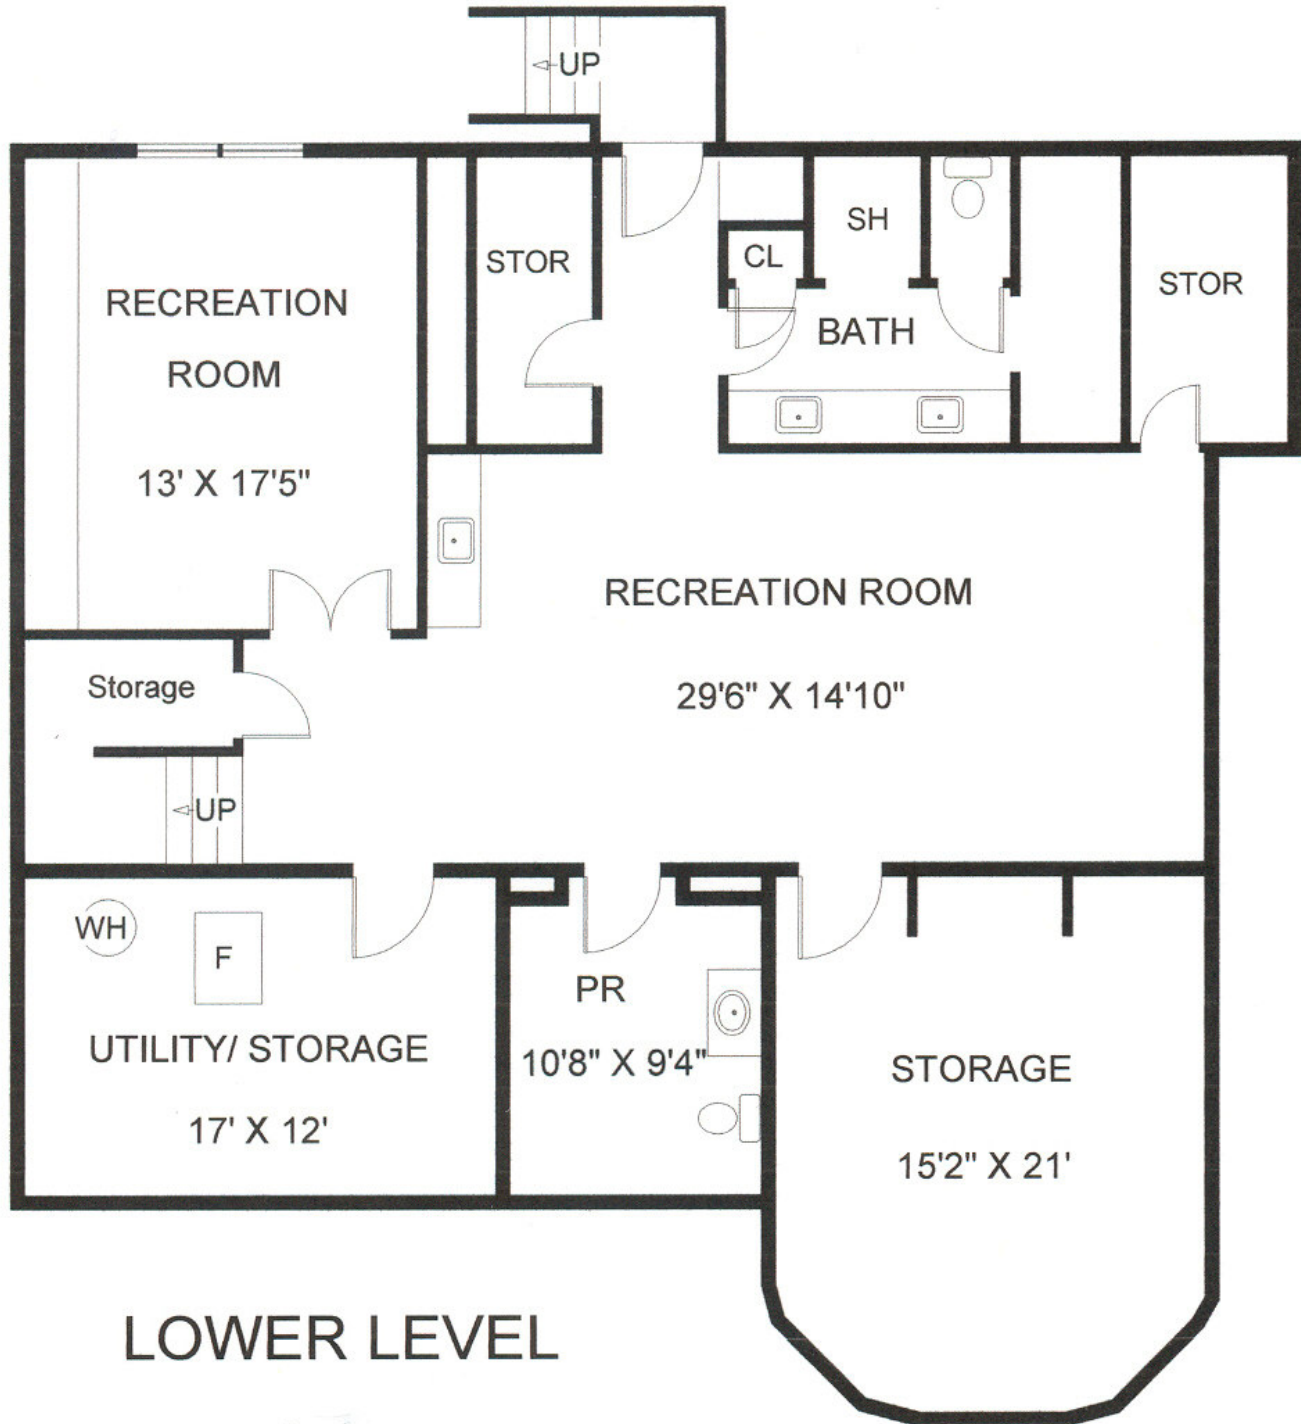 UP
STOR
CL
SH
STOR
RECREATION
ROOM
13' X 17'5"
BATH
RECREATION ROOM
29'6" X 14'10"
Storage
UP
WH
F
UTILITY/ STORAGE
17' X 12'
PR
10'8" X 9'4"
STORAGE
15'2" X 21'
LOWER LEVEL